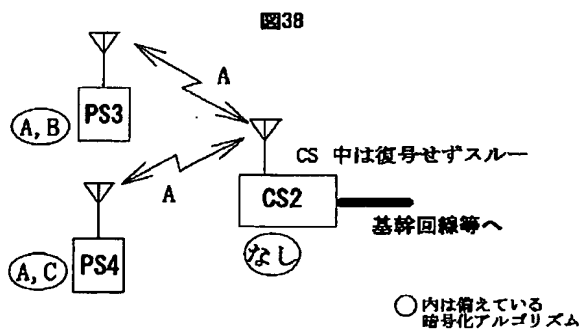 図38
A
PS3
A, B
CS 中は復号せずスルー
A
CS2
基幹回線等へ
PS4
A, C
なし
○内は備えている
暗号化アルゴリズム